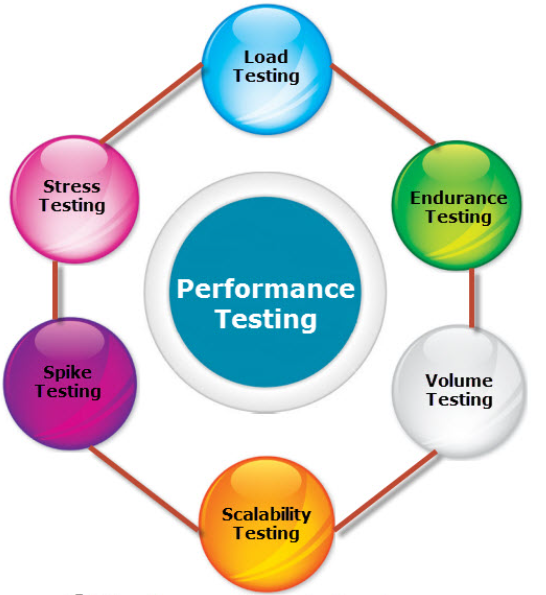 Load
Testing
Stress
Testing
Endurance
Testing
Performance
Testing
Spike
Testing
Volume
Testing
Scalability
Testing